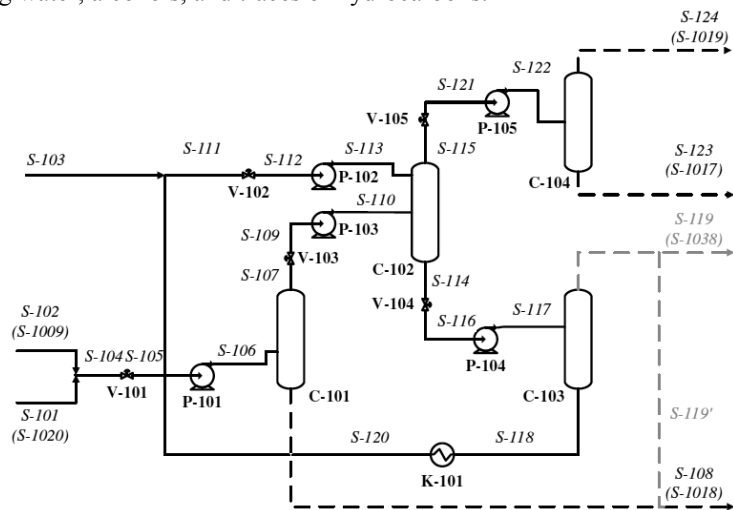 g water, alcohols, and traces of hydrocarbons.
S-124
(S-1019)
S-121
S-122
V-105
P-105
S-103
S-111
S-112
S-113
S-115
S-123
(S-1017)
V-102
P-102
C-104
S-110
S-119
(S-1038)
S-109
P-103
V-103
C-102
S-107
S-114
V-104
S-102
(S-1009)
S-116
S-117
S-104
S-105
S-106
P-104
V-101
P-101
C-101
C-103
S-101
(S-1020)
S-119'
S-120
S-118
K-101
S-108
(S-1018)